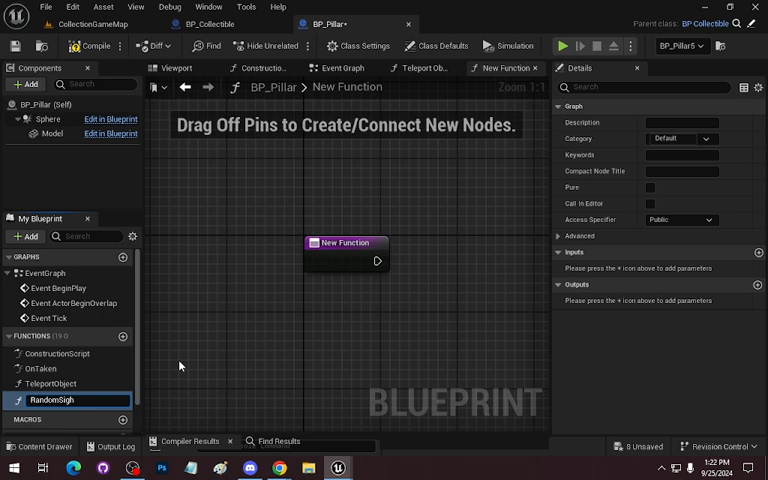 File Edit Asset View Debug Window Tools Help
CollectionGameMap BP_Collectible BP_Pillar• Parent class: BP Collectible
Compile Diff Find Hide Unrelated Class Settings Class Defaults Simulation BP_Pillar5
Components Viewport Constructio... Event Graph Teleport Ob... New Function Details
+ Add Search BP_Pillar > New Function Zoom 1:1 Search
BP_Pillar (Self)
Sphere Edit in Blueprint
Model Edit in Blueprint
Drag Off Pins to Create/Connect New Nodes.
New Function
BLUEPRINT
My Blueprint
+ Add Search
GRAPHS
EventGraph
Event BeginPlay
Event ActorBeginOverlap
Event Tick
FUNCTIONS (19 O
ConstructionScript
OnTaken
TeleportObject
RandomSigh
MACROS
Graph
Description
Category Default
Keywords
Compact Node Title
Pure
Call In Editor
Access Specifier Public
Advanced
Inputs
Please press the + icon above to add parameters
Outputs
Please press the + icon above to add parameters
Compiler Results Find Results
Content Drawer Output Log 8 Unsaved Revision Control
1:22 PM
9/25/2024